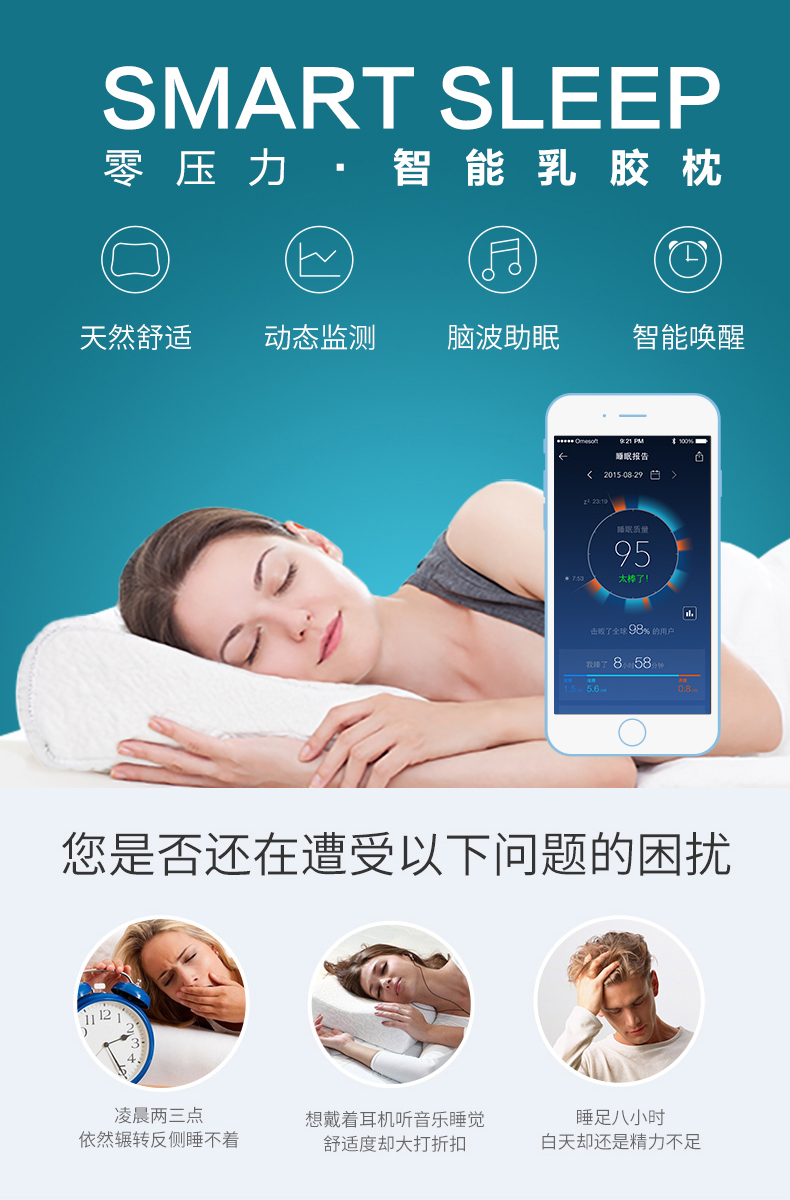 SMART SLEEP
零压力·智能乳胶枕
天然舒适 动态监测 脑波助眠 智能唤醒
Omesoft 9:21 PM 100%
睡眠报告
2015-08-29
23:19
睡眠质量
95
太棒了!
7:53
击败了全球98%的用户
我睡了 8小时58分钟
5.6 0.8
您是否还在遭受以下问题的困扰
11 12 1
2
3
4
5
凌晨两三点
依然辗转反侧睡不着
想戴着耳机听音乐睡觉
舒适度却大打折扣
睡足八小时
白天却还是精力不足